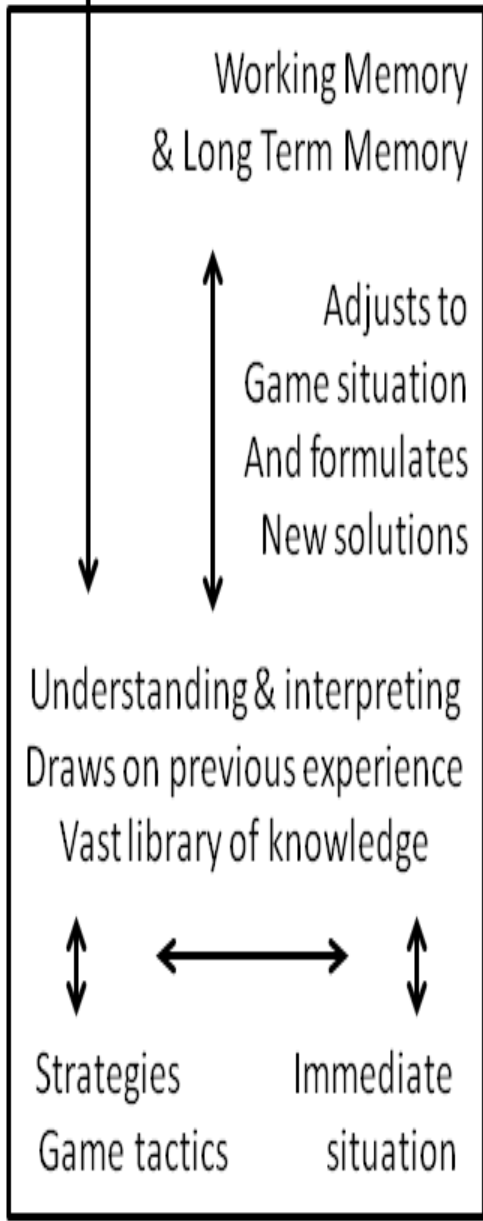 Working Memory
& Long Term Memory
Adjusts to
Game situation
And formulates
New solutions
Understanding & interpreting
Draws on previous experience
Vast library of knowledge
Strategies Immediate
Game tactics situation